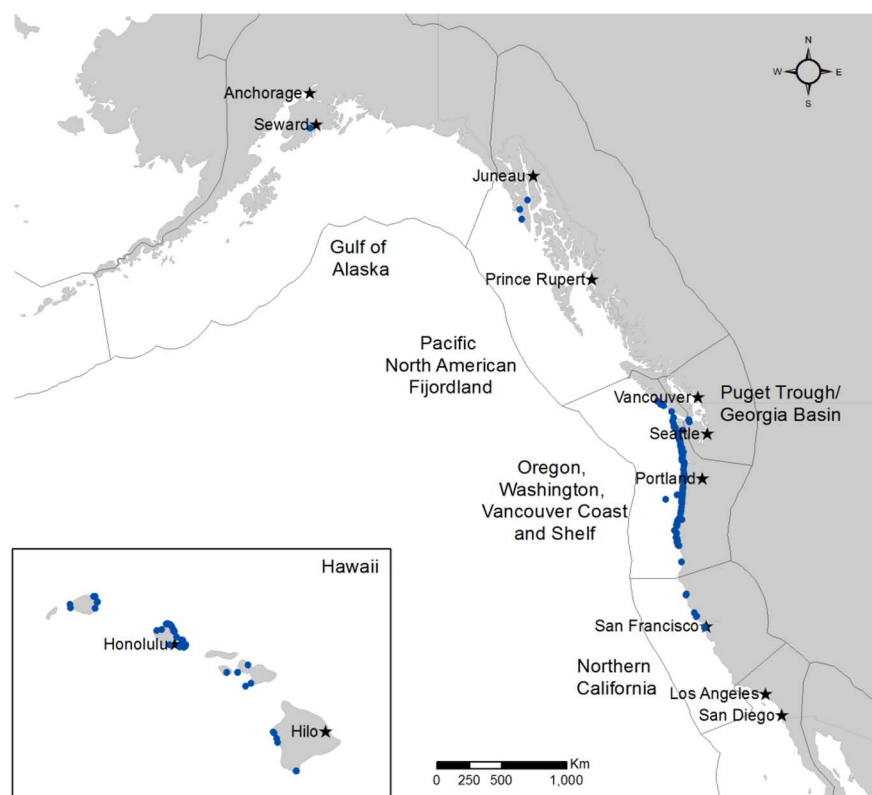 N
W E
S
Anchorage
Seward
Juneau
Gulf of
Alaska
Prince Rupert
Pacific
North American
Fijordland
Vancouver
Puget Trough/
Georgia Basin
Seattle
Oregon,
Washington,
Vancouver Coast
and Shelf
Portland
Hawaii
San Francisco
Honolulu
Northern
California
Los Angeles
San Diego
Hilo
Km
0 250 500 1,000